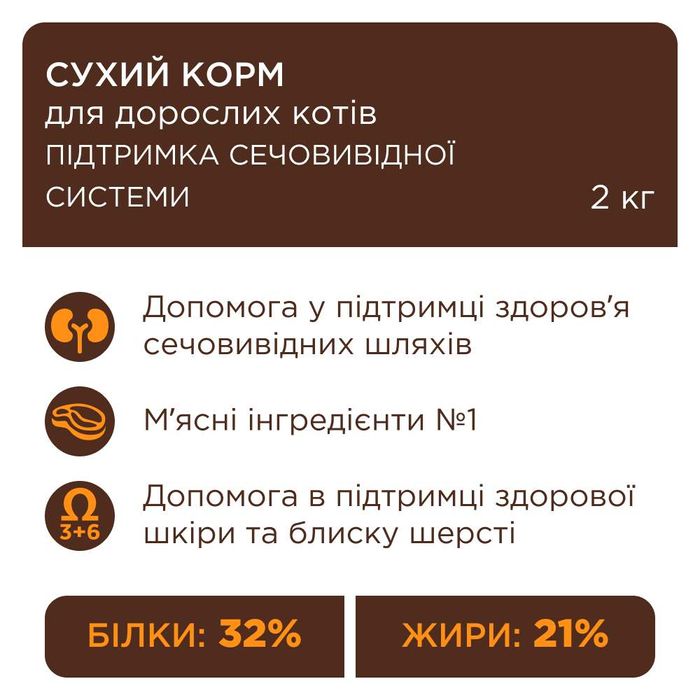 СУХИЙ КОРМ
для дорослих котів
ПІДТРИМКА СЕЧОВИВІДНОЇ
СИСТЕМИ
2 кг
Допомога у підтримці здоров'я
сечовивідних шляхів
М'ясні інгредієнти №1
Ω
3+6
Допомога в підтримці здорової
шкіри та блиску шерсті
БІЛКИ: 32%
ЖИРИ: 21%